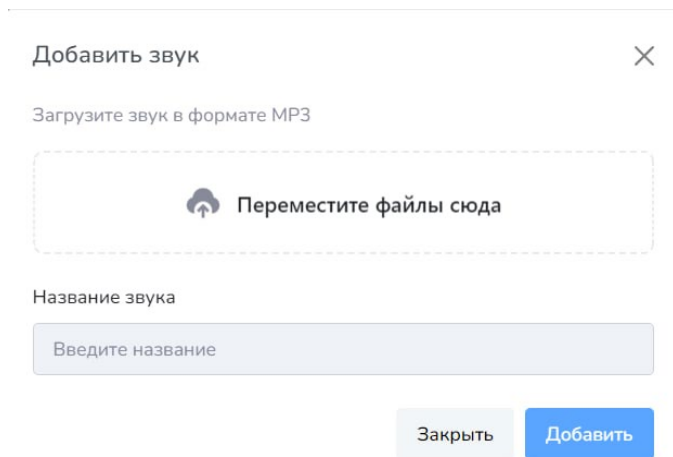 Добавить звук
Загрузите звук в формате MP3
Переместите файлы сюда
Название звука
Введите название
Закрыть Добавить